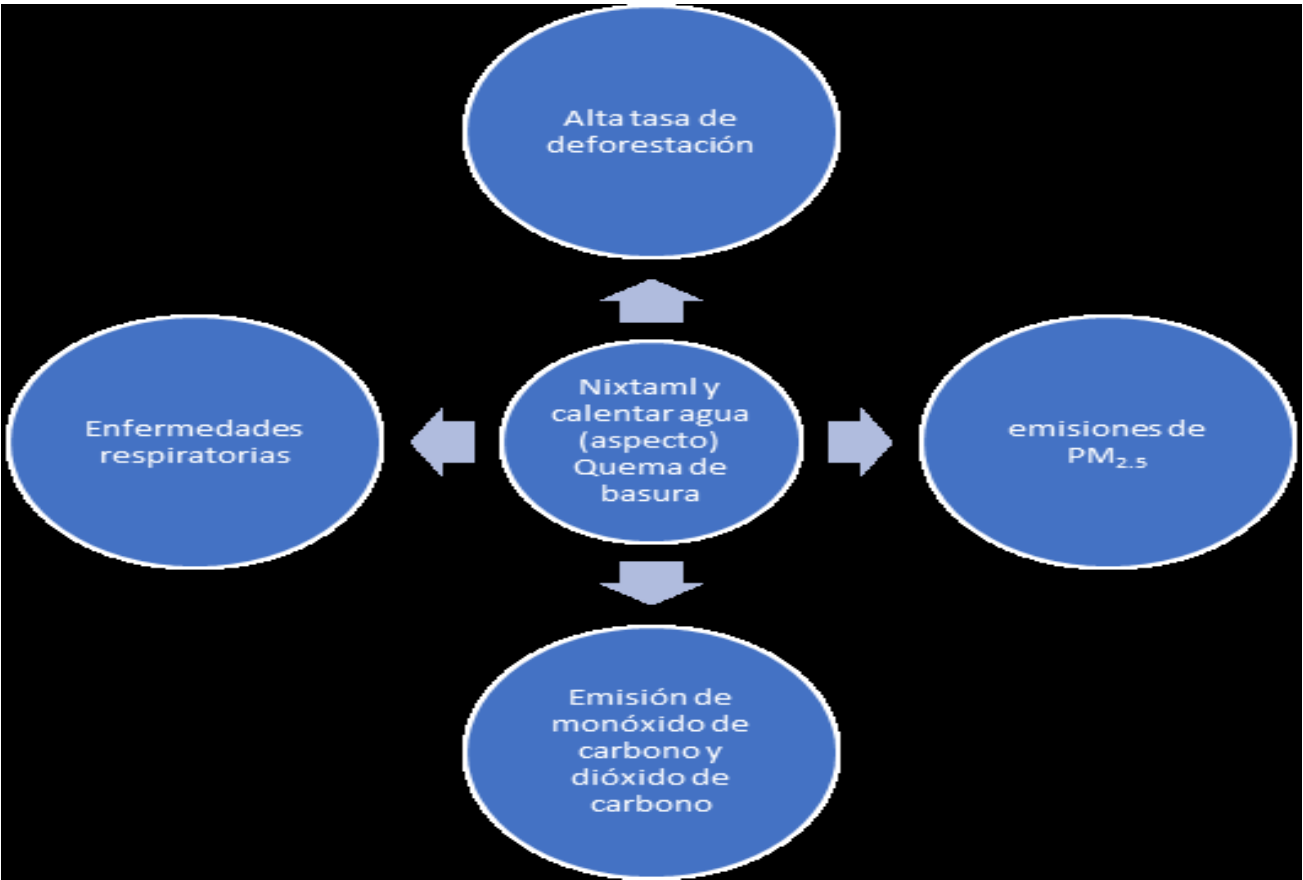 Alta tasa de
deforestación
Enfermedades
respiratorias
Nixtaml y
calentar agua
(aspecto)
Quema de
basura
emisiones de
PM₂.₅
Emisión de
monóxido de
carbono y
dióxido de
carbono